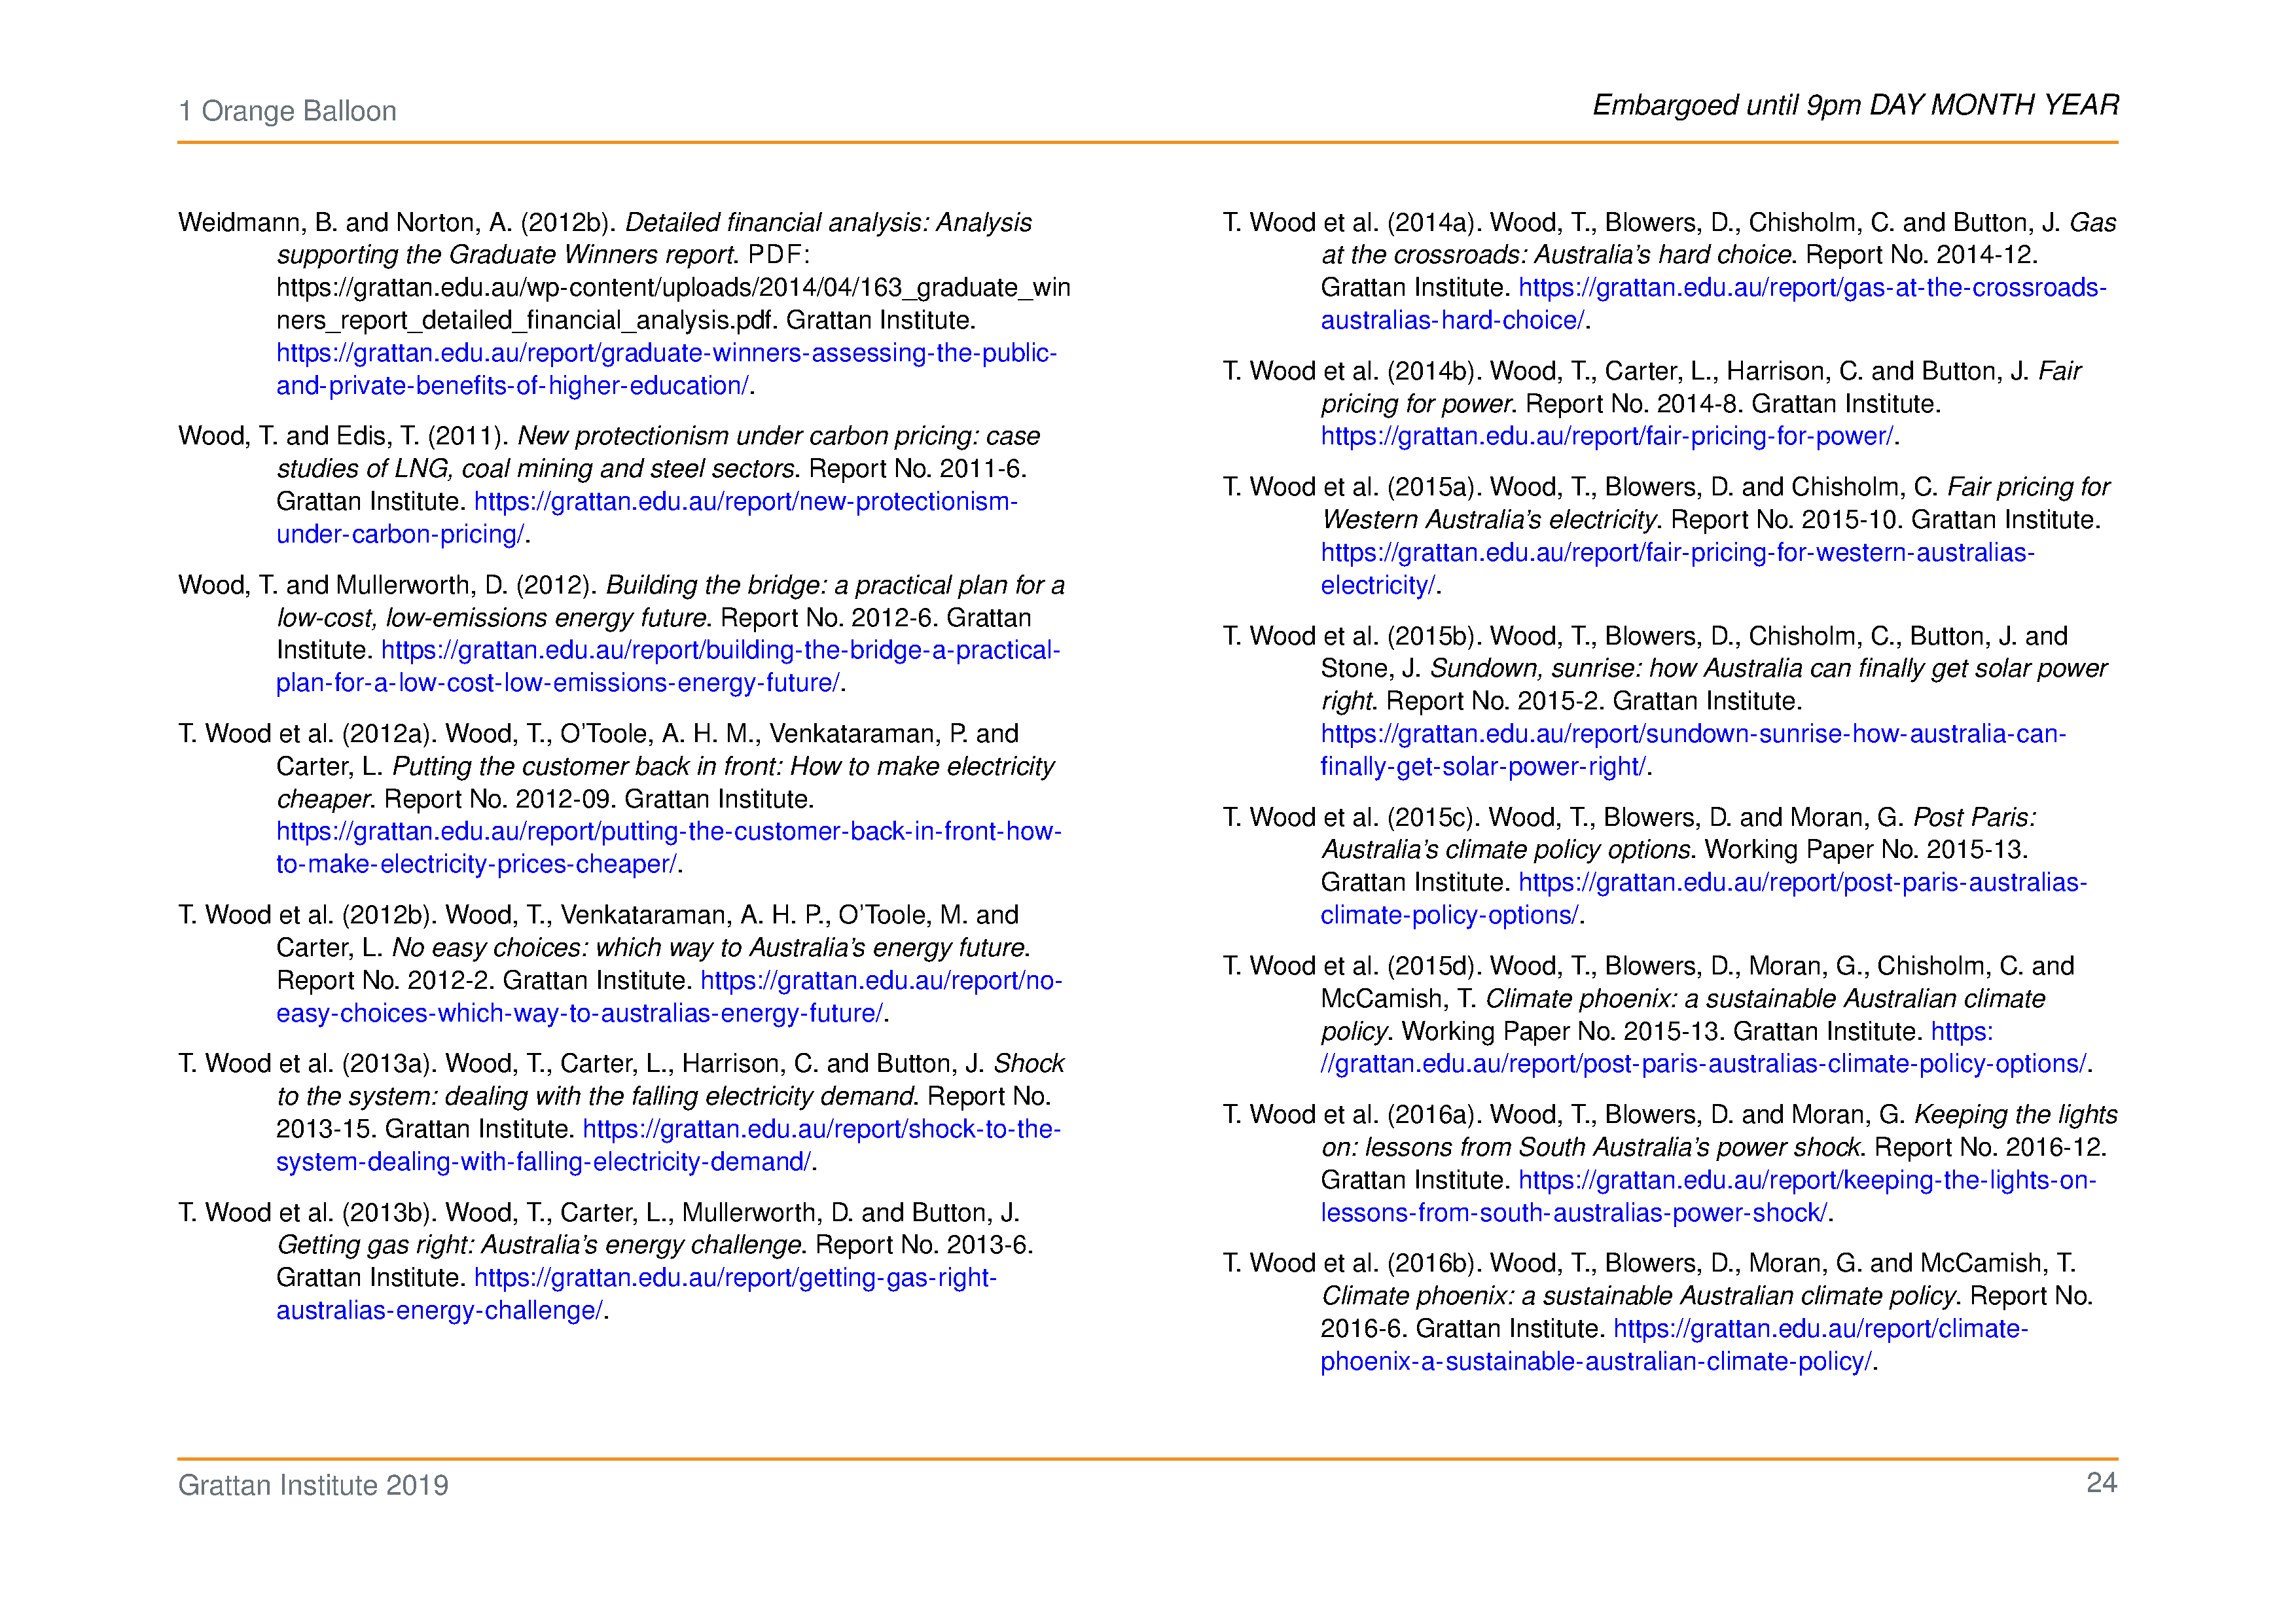 1 Orange Balloon
Embargoed until 9pm DAY MONTH YEAR
Weidmann, B. and Norton, A. (2012b). Detailed financial analysis: Analysis
supporting the Graduate Winners report. PDF:
https://grattan.edu.au/wp-content/uploads/2014/04/163_graduate_win
ners_report_detailed_financial_analysis.pdf. Grattan Institute.
https://grattan.edu.au/report/graduate-winners-assessing-the-public-
and-private-benefits-of-higher-education/.
Wood, T. and Edis, T. (2011). New protectionism under carbon pricing: case
studies of LNG, coal mining and steel sectors. Report No. 2011-6.
Grattan Institute. https://grattan.edu.au/report/new-protectionism-
under-carbon-pricing/.
Wood, T. and Mullerworth, D. (2012). Building the bridge: a practical plan for a
low-cost, low-emissions energy future. Report No. 2012-6. Grattan
Institute. https://grattan.edu.au/report/building-the-bridge-a-practical-
plan-for-a-low-cost-low-emissions-energy-future/.
T. Wood et al. (2012a). Wood, T., O'Toole, A. H. M., Venkataraman, P. and
Carter, L. Putting the customer back in front: How to make electricity
cheaper. Report No. 2012-09. Grattan Institute.
https://grattan.edu.au/report/putting-the-customer-back-in-front-how-
to-make-electricity-prices-cheaper/.
T. Wood et al. (2012b). Wood, T., Venkataraman, A. H. P., O'Toole, M. and
Carter, L. No easy choices: which way to Australia's energy future.
Report No. 2012-2. Grattan Institute. https://grattan.edu.au/report/no-
easy-choices-which-way-to-australias-energy-future/.
T. Wood et al. (2013a). Wood, T., Carter, L., Harrison, C. and Button, J. Shock
to the system: dealing with the falling electricity demand. Report No.
2013-15. Grattan Institute. https://grattan.edu.au/report/shock-to-the-
system-dealing-with-falling-electricity-demand/.
T. Wood et al. (2013b). Wood, T., Carter, L., Mullerworth, D. and Button, J.
Getting gas right: Australia's energy challenge. Report No. 2013-6.
Grattan Institute. https://grattan.edu.au/report/getting-gas-right-
australias-energy-challenge/.
T. Wood et al. (2014a). Wood, T., Blowers, D., Chisholm, C. and Button, J. Gas
at the crossroads: Australia's hard choice. Report No. 2014-12.
Grattan Institute. https://grattan.edu.au/report/gas-at-the-crossroads-
australias-hard-choice/.
T. Wood et al. (2014b). Wood, T., Carter, L., Harrison, C. and Button, J. Fair
pricing for power. Report No. 2014-8. Grattan Institute.
https://grattan.edu.au/report/fair-pricing-for-power/.
T. Wood et al. (2015a). Wood, T., Blowers, D. and Chisholm, C. Fair pricing for
Western Australia's electricity. Report No. 2015-10. Grattan Institute.
https://grattan.edu.au/report/fair-pricing-for-western-australias-
electricity/.
T. Wood et al. (2015b). Wood, T., Blowers, D., Chisholm, C., Button, J. and
Stone, J. Sundown, sunrise: how Australia can finally get solar power
right. Report No. 2015-2. Grattan Institute.
https://grattan.edu.au/report/sundown-sunrise-how-australia-can-
finally-get-solar-power-right/.
T. Wood et al. (2015c). Wood, T., Blowers, D. and Moran, G. Post Paris:
Australia's climate policy options. Working Paper No. 2015-13.
Grattan Institute. https://grattan.edu.au/report/post-paris-australias-
climate-policy-options/.
T. Wood et al. (2015d). Wood, T., Blowers, D., Moran, G., Chisholm, C. and
McCamish, T. Climate phoenix: a sustainable Australian climate
policy. Working Paper No. 2015-13. Grattan Institute. https:
//grattan.edu.au/report/post-paris-australias-climate-policy-options/.
T. Wood et al. (2016a). Wood, T., Blowers, D. and Moran, G. Keeping the lights
on: lessons from South Australia's power shock. Report No. 2016-12.
Grattan Institute. https://grattan.edu.au/report/keeping-the-lights-on-
lessons-from-south-australias-power-shock/.
T. Wood et al. (2016b). Wood, T., Blowers, D., Moran, G. and McCamish, T.
Climate phoenix: a sustainable Australian climate policy. Report No.
2016-6. Grattan Institute. https://grattan.edu.au/report/climate-
phoenix-a-sustainable-australian-climate-policy/.
Grattan Institute 2019
24